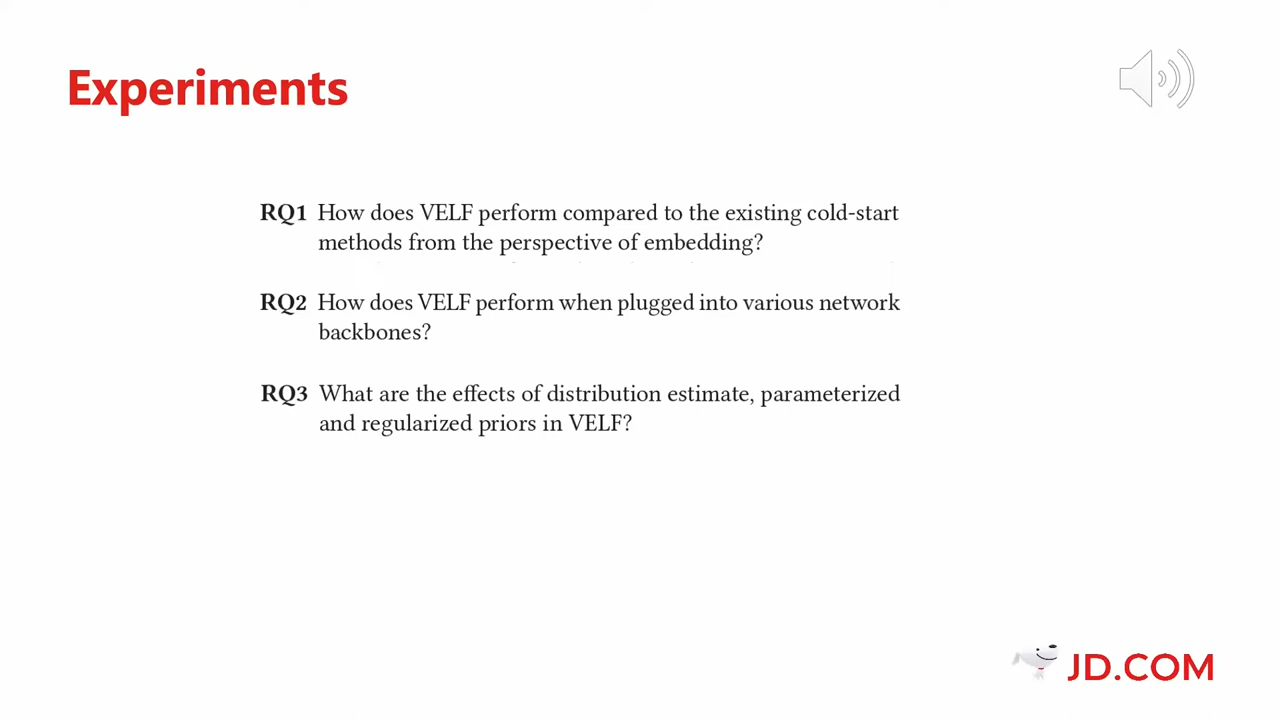 Experiments
RQ1 How does VELF perform compared to the existing cold-start
methods from the perspective of embedding?
RQ2 How does VELF perform when plugged into various network
backbones?
RQ3 What are the effects of distribution estimate, parameterized
and regularized priors in VELF?
JD.COM